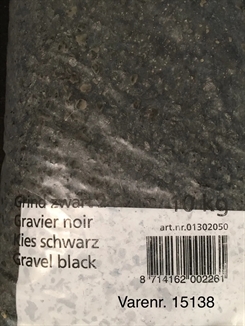 Grind zwart 10 kg
Gravier noir art.nr.01302050
Kies schwarz
Gravel black
8 714162 002261
Varenr. 15138